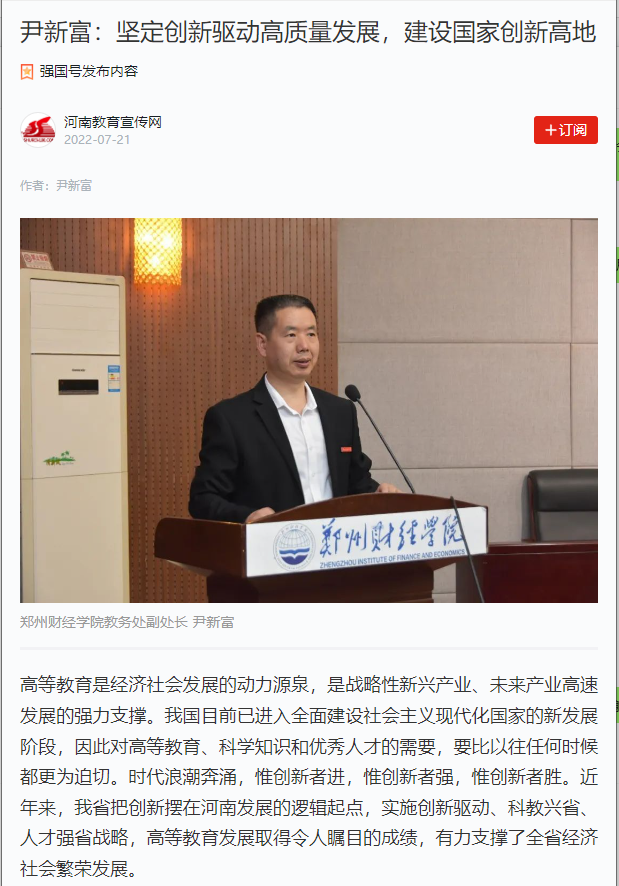 尹新富：坚定创新驱动高质量发展，建设国家创新高地
强国号发布内容
河南教育宣传网
2022-07-21
＋订阅
作者：尹新富
郑州财经学院
ZHENGZHOU INSTITUTE OF FINANCE AND ECONOMICS
郑州财经学院教务处副处长 尹新富
高等教育是经济社会发展的动力源泉，是战略性新兴产业、未来产业高速
发展的强力支撑。我国目前已进入全面建设社会主义现代化国家的新发展
阶段，因此对高等教育、科学知识和优秀人才的需要，要比以往任何时候
都更为迫切。时代浪潮奔涌，惟创新者进，惟创新者强，惟创新者胜。近
年来，我省把创新摆在河南发展的逻辑起点，实施创新驱动、科教兴省、
人才强省战略，高等教育发展取得令人瞩目的成绩，有力支撑了全省经济
社会繁荣发展。